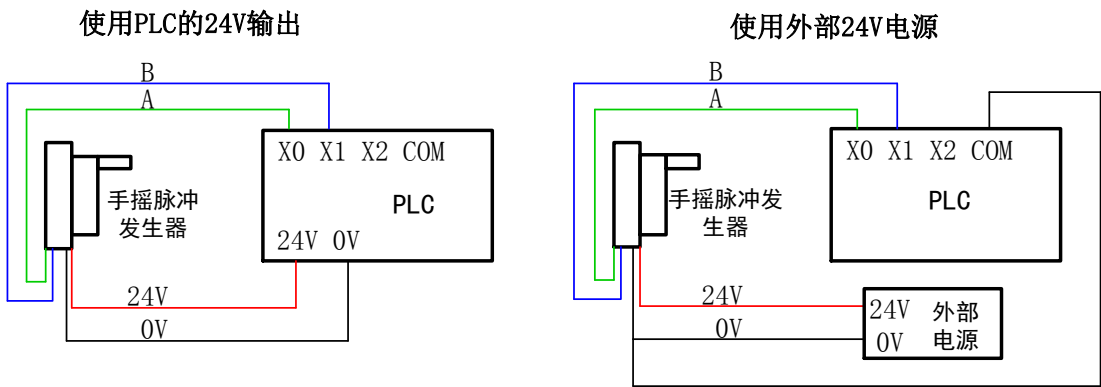 使用PLC的24V输出
B
A
X0 X1 X2 COM
手摇脉冲
发生器
PLC
24V 0V
24V
0V
使用外部24V电源
B
A
X0 X1 X2 COM
手摇脉冲发
生器
PLC
24V
0V
24V 外部
0V 电源